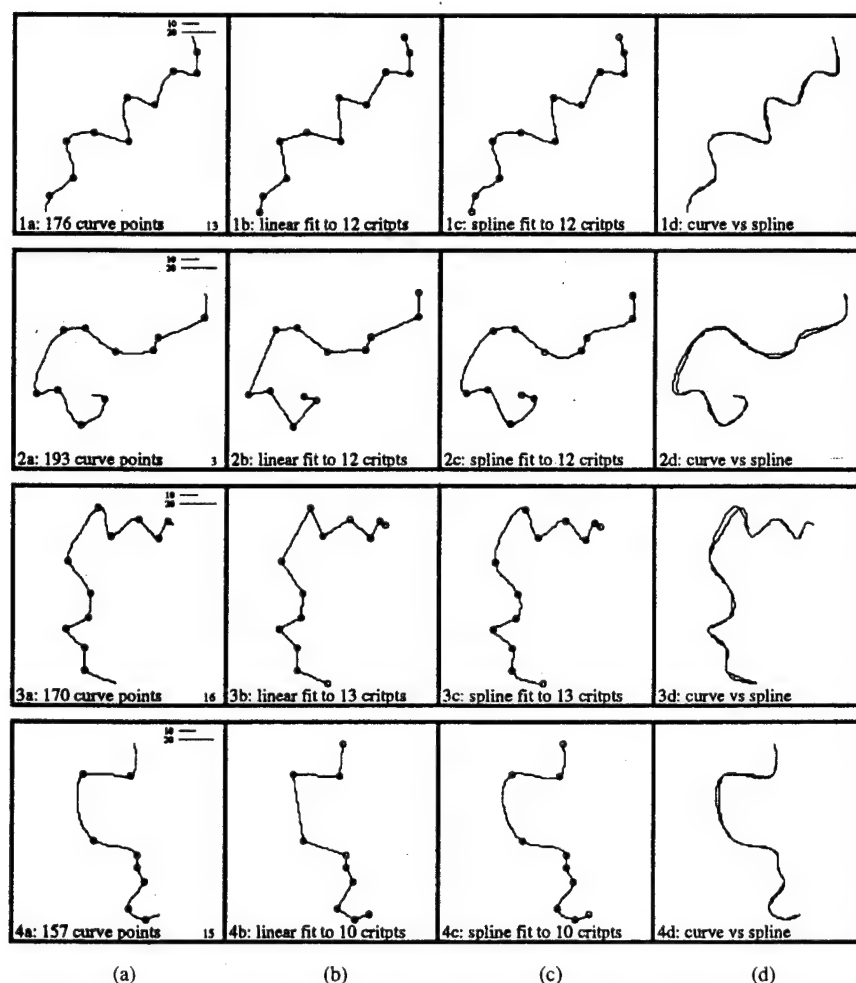 10
20
1a: 176 curve points 13
1b: linear fit to 12 critpts
1c: spline fit to 12 critpts
1d: curve vs spline
10
20
2a: 193 curve points 3
2b: linear fit to 12 critpts
2c: spline fit to 12 critpts
2d: curve vs spline
10
20
3a: 170 curve points 16
3b: linear fit to 13 critpts
3c: spline fit to 13 critpts
3d: curve vs spline
10
20
4a: 157 curve points 15
4b: linear fit to 10 critpts
4c: spline fit to 10 critpts
4d: curve vs spline
(a) (b) (c) (d)